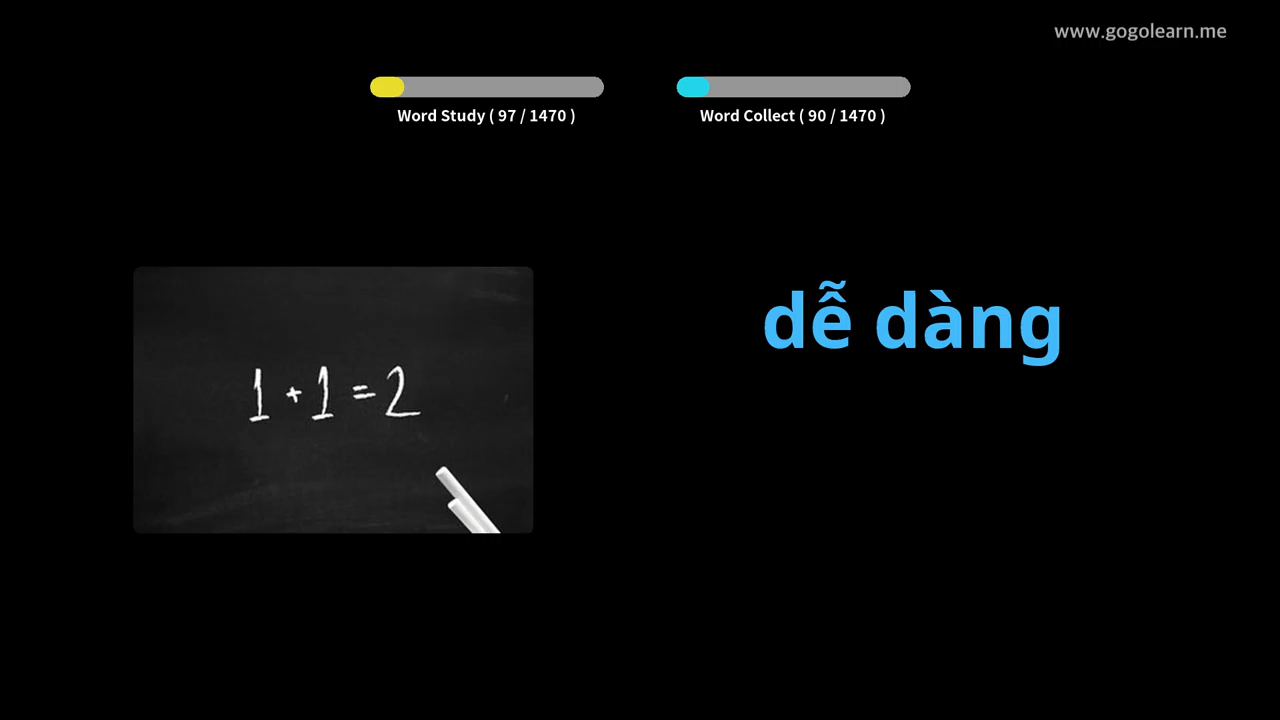 www.gogolearn.me
Word Study ( 97 / 1470 )
Word Collect ( 90 / 1470 )
dễ dàng
1 + 1 = 2